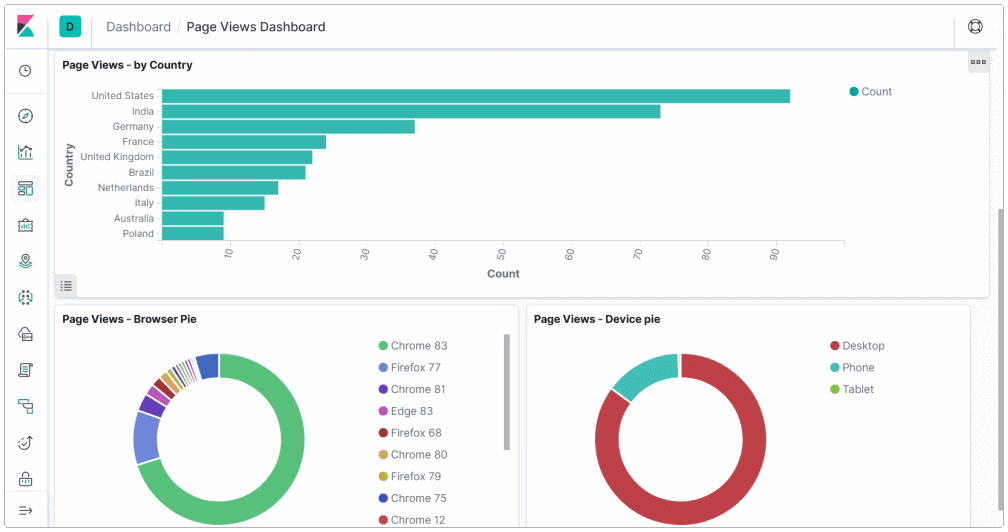 D Dashboard / Page Views Dashboard
Page Views - by Country
United States
India
Germany
France
United Kingdom
Brazil
Netherlands
Italy
Australia
Poland
Country
10 20 30 40 50 60 70 80 90
Count
Count
Page Views - Browser Pie
Chrome 83
Firefox 77
Chrome 81
Edge 83
Firefox 68
Chrome 80
Firefox 79
Chrome 75
Chrome 12
Page Views - Device pie
Desktop
Phone
Tablet